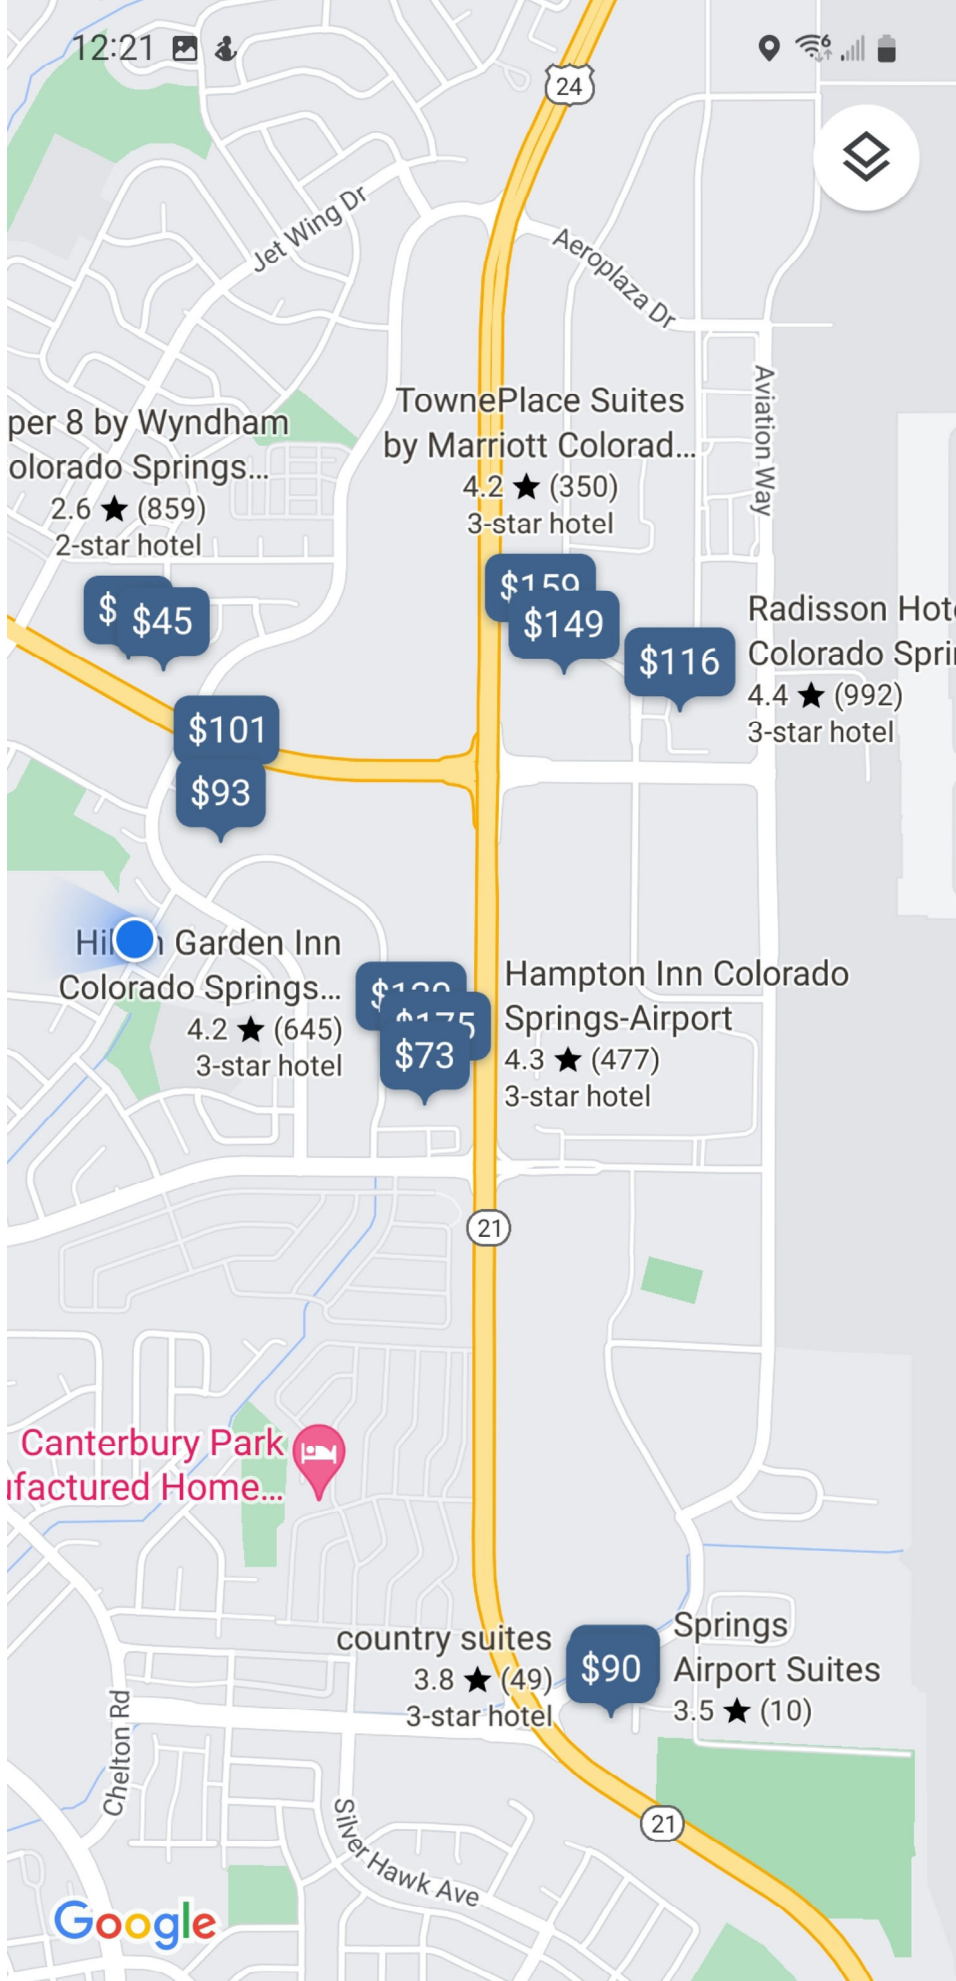 12:21
24
Jet Wing Dr
Aeroplaza Dr
Aviation Way
TownePlace Suites
by Marriott Colorad...
4.2 ★ (350)
3-star hotel
per 8 by Wyndham
olorado Springs...
2.6 ★ (859)
2-star hotel
$
$45
$159
$149
$116
Radisson Hot
Colorado Sprin
4.4 ★ (992)
3-star hotel
$101
$93
Garden Inn
Colorado Springs...
4.2 ★ (645)
3-star hotel
$175
$73
Hampton Inn Colorado
Springs-Airport
4.3 ★ (477)
3-star hotel
21
Canterbury Park
ufactured Home...
country suites
3.8 ★ (49)
3-star hotel
$90
Springs
Airport Suites
3.5 ★ (10)
Chelton Rd
21
Silver Hawk Ave
Google